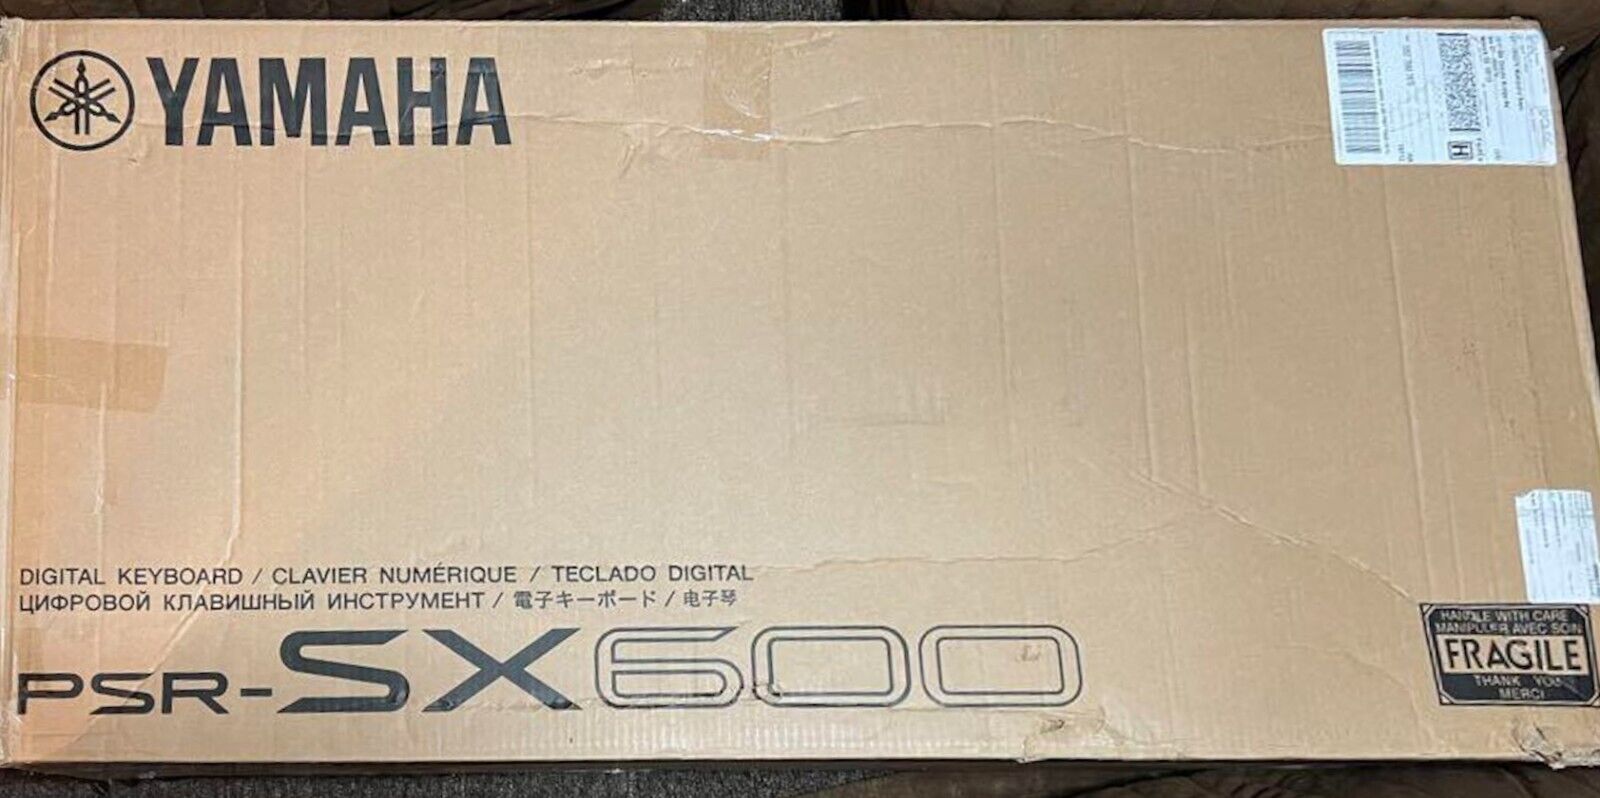 YAMAHA
DIGITAL KEYBOARD / CLAVIER NUMÉRIQUE / TECLADO DIGITAL
ЦИФРОВОЙ КЛАВИШНЫЙ ИНСТРУМЕНТ / 電子キーボード / 电子琴
PSR-SX600
H
HANDLE WITH CARE
MANIPULER AVEC SOIN
FRAGILE
THANK YOU
MERCI